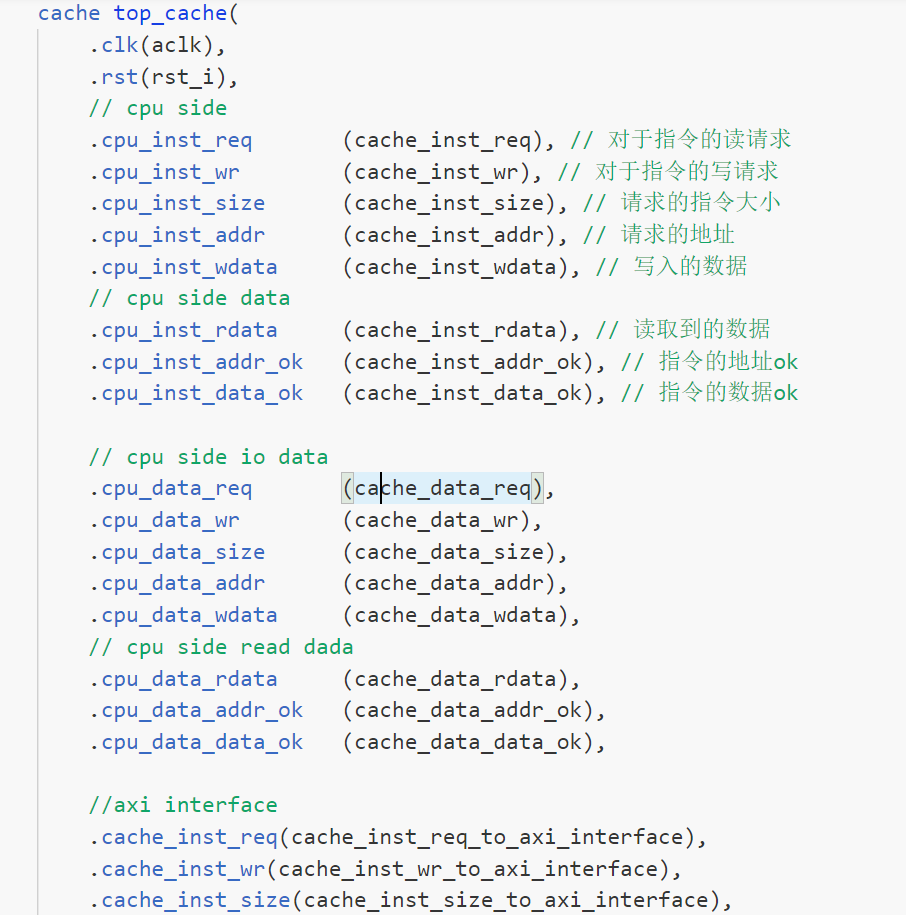 cache top_cache(
.clk(aclk),
.rst(rst_i),
// cpu side
.cpu_inst_req (cache_inst_req), // 对于指令的读请求
.cpu_inst_wr (cache_inst_wr), // 对于指令的写请求
.cpu_inst_size (cache_inst_size), // 请求的指令大小
.cpu_inst_addr (cache_inst_addr), // 请求的地址
.cpu_inst_wdata (cache_inst_wdata), // 写入的数据
// cpu side data
.cpu_inst_rdata (cache_inst_rdata), // 读取到的数据
.cpu_inst_addr_ok (cache_inst_addr_ok), // 指令的地址ok
.cpu_inst_data_ok (cache_inst_data_ok), // 指令的数据ok
// cpu side io data
.cpu_data_req (cache_data_req),
.cpu_data_wr (cache_data_wr),
.cpu_data_size (cache_data_size),
.cpu_data_addr (cache_data_addr),
.cpu_data_wdata (cache_data_wdata),
// cpu side read dada
.cpu_data_rdata (cache_data_rdata),
.cpu_data_addr_ok (cache_data_addr_ok),
.cpu_data_data_ok (cache_data_data_ok),
//axi interface
.cache_inst_req(cache_inst_req_to_axi_interface),
.cache_inst_wr(cache_inst_wr_to_axi_interface),
.cache_inst_size(cache_inst_size_to_axi_interface),